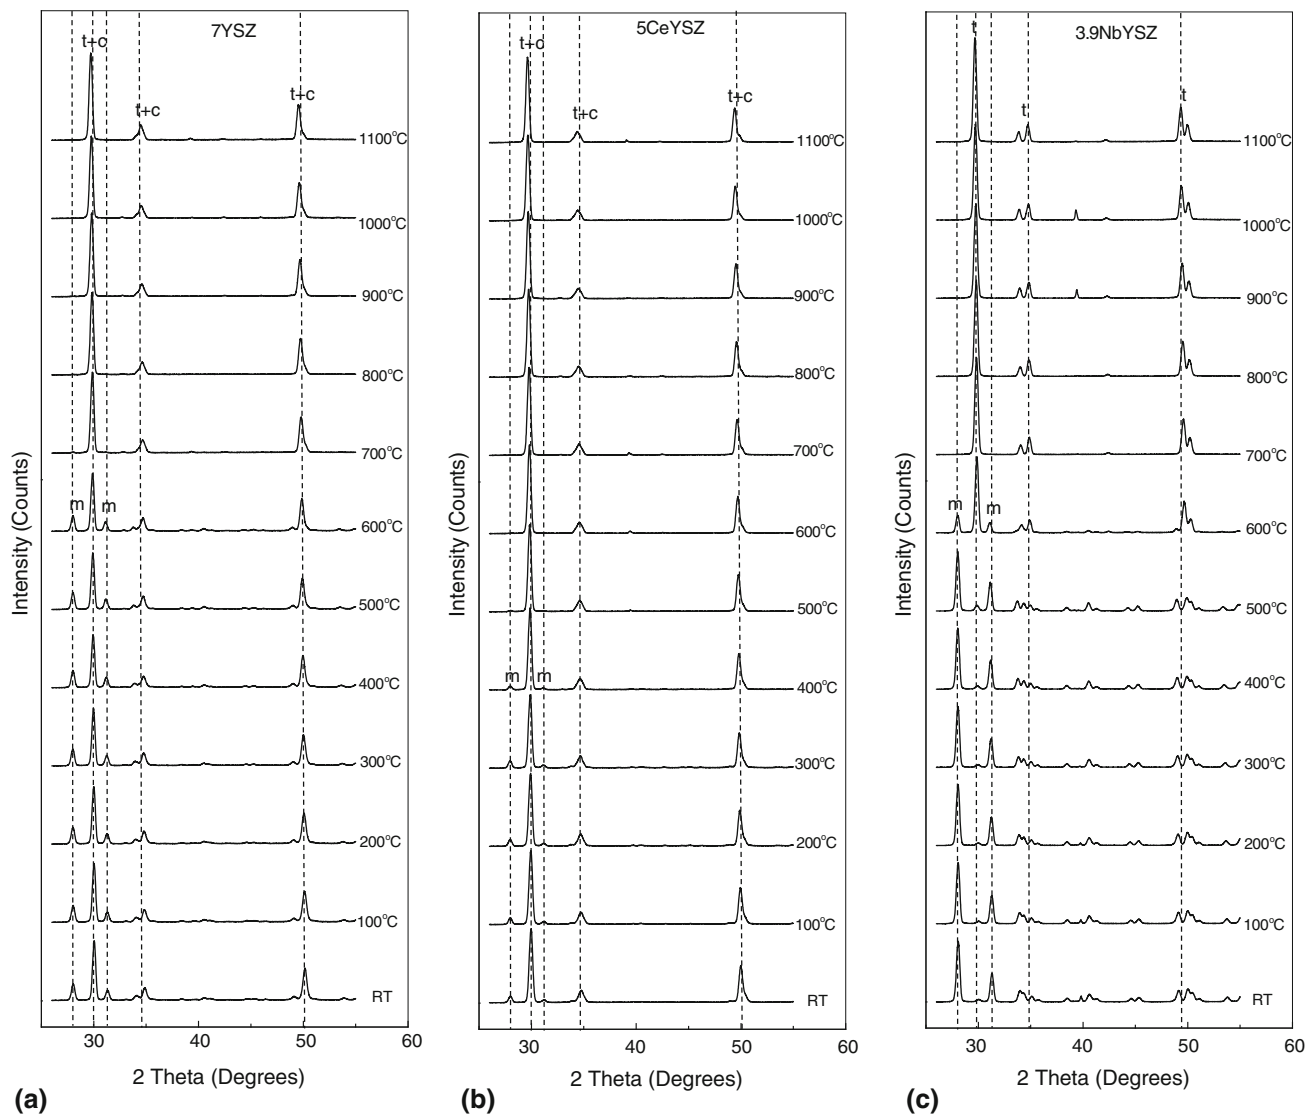 7YSZ
t+c
t+c
t+c
1100°C
1000°C
900°C
800°C
700°C
m
m
600°C
500°C
400°C
300°C
200°C
100°C
RT
Intensity (Counts)
30 40 50 60
2 Theta (Degrees)
(a)
5CeYSZ
t+c
t+c
t+c
1100°C
1000°C
900°C
800°C
700°C
600°C
500°C
m
m
400°C
300°C
200°C
100°C
RT
Intensity (Counts)
30 40 50 60
2 Theta (Degrees)
(b)
3.9NbYSZ
t
t
t
1100°C
1000°C
900°C
800°C
700°C
m
m
600°C
500°C
400°C
300°C
200°C
100°C
RT
Intensity (Counts)
30 40 50 60
2 Theta (Degrees)
(c)